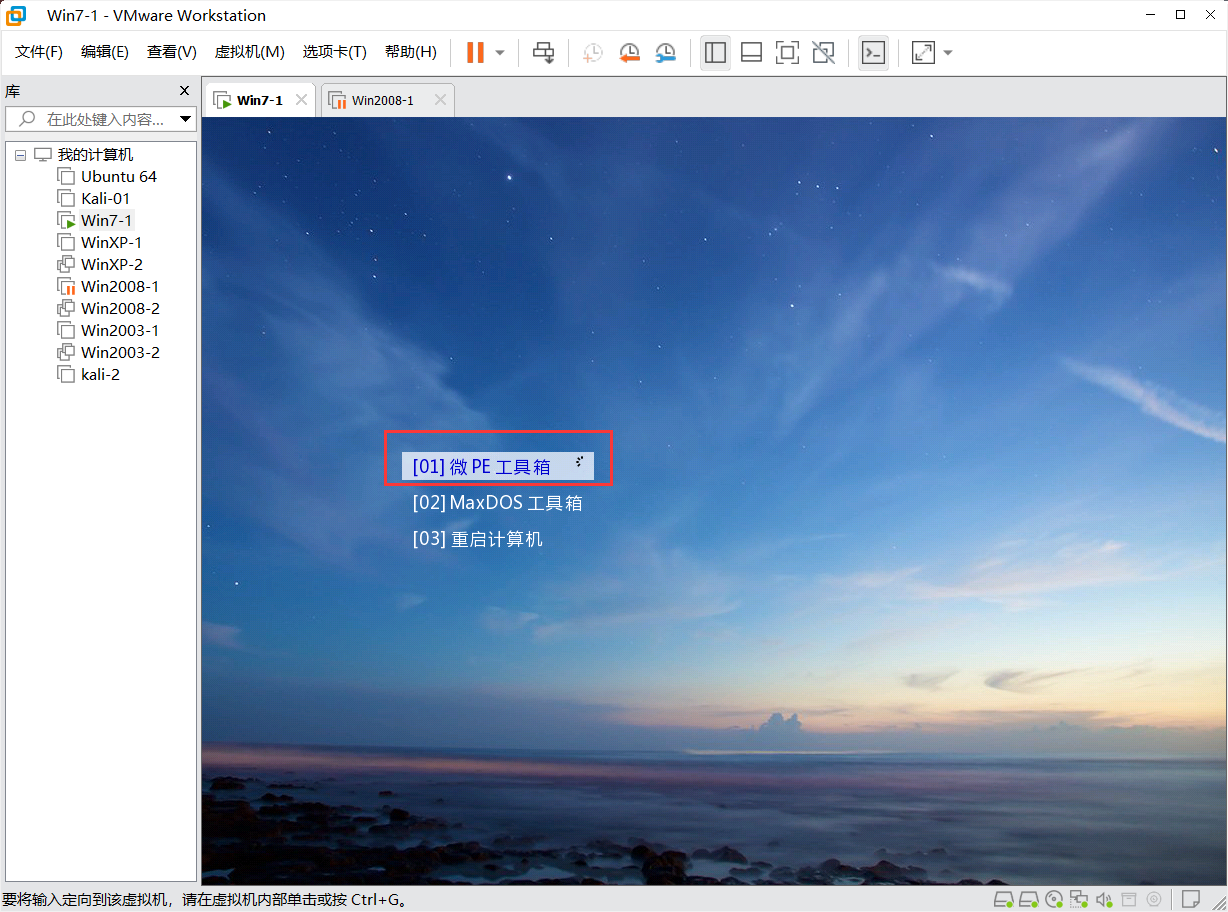 Win7-1 - VMware Workstation
文件(F) 编辑(E) 查看(V) 虚拟机(M) 选项卡(T) 帮助(H)
库
在此处键入内容...
Win7-1
Win2008-1
我的计算机
Ubuntu 64
Kali-01
Win7-1
WinXP-1
WinXP-2
Win2008-1
Win2008-2
Win2003-1
Win2003-2
kali-2
[01] 微 PE 工具箱
[02] MaxDOS 工具箱
[03] 重启计算机
要将输入定向到该虚拟机，请在虚拟机内部单击或按 Ctrl+G。